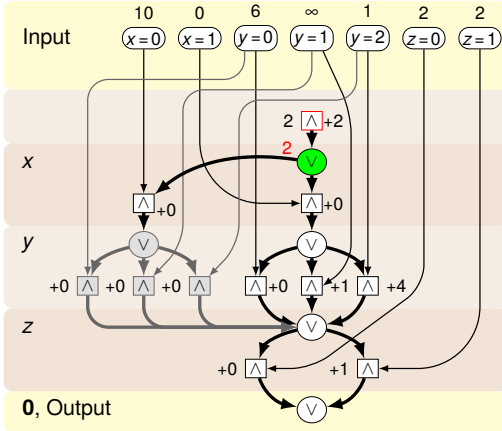 10 0 6 ∞ 1 2 2
Input x=0 x=1 y=0 y=1 y=2 z=0 z=1
2 ∧ +2
2
x ∨
∧ +0 ∧ +0
y ∨ ∨
+0 ∧ +0 ∧ +0 ∧ ∧ +0 ∧ +1 ∧ +4
z ∨
+0 ∧ +1 ∧
0, Output ∨